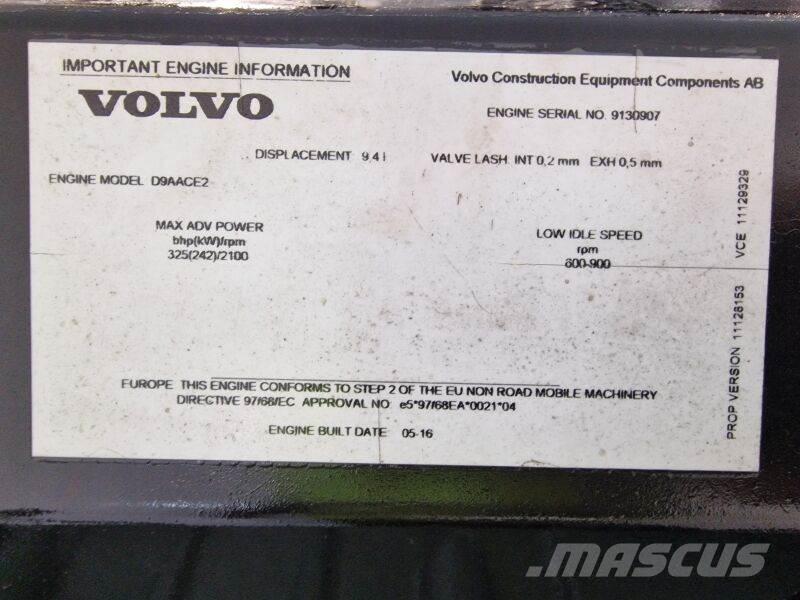 IMPORTANT ENGINE INFORMATION
Volvo Construction Equipment Components AB
VOLVO
ENGINE SERIAL NO. 9130907
DISPLACEMENT 9,4 l
VALVE LASH. INT 0,2 mm EXH 0,5 mm
ENGINE MODEL D9AACE2
MAX ADV POWER
bhp(kW)/rpm
325(242)/2100
LOW IDLE SPEED
rpm
600-900
EUROPE THIS ENGINE CONFORMS TO STEP 2 OF THE EU NON ROAD MOBILE MACHINERY
DIRECTIVE 97/68/EC APPROVAL NO e5*97/68EA*0021*04
ENGINE BUILT DATE 05-16
PROP VERSION 11128153 VCE 11129329
MASCUS